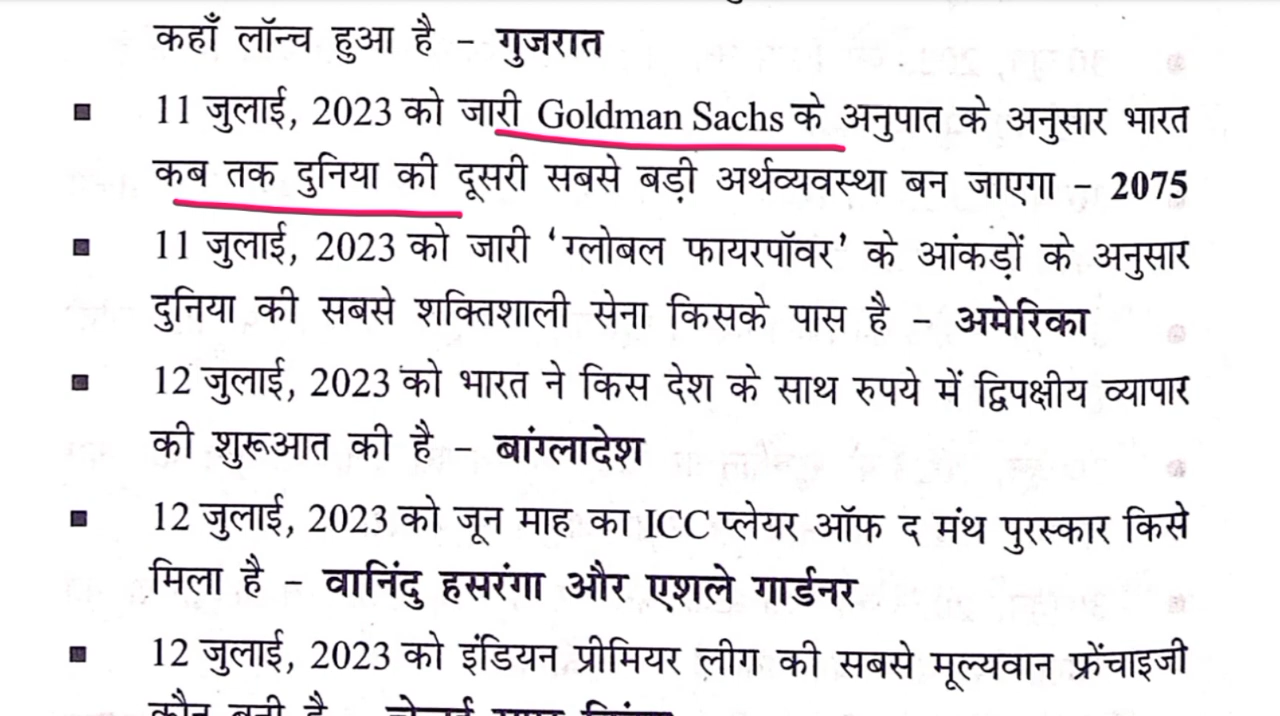 कहाँ लॉन्च हुआ है – गुजरात
■ 11 जुलाई, 2023 को जारी Goldman Sachs के अनुपात के अनुसार भारत
कब तक दुनिया की दूसरी सबसे बड़ी अर्थव्यवस्था बन जाएगा – 2075
■ 11 जुलाई, 2023 को जारी ‘ग्लोबल फायरपॉवर’ के आंकड़ों के अनुसार
दुनिया की सबसे शक्तिशाली सेना किसके पास है – अमेरिका
■ 12 जुलाई, 2023 को भारत ने किस देश के साथ रुपये में द्विपक्षीय व्यापार
की शुरूआत की है – बांग्लादेश
■ 12 जुलाई, 2023 को जून माह का ICC प्लेयर ऑफ द मंथ पुरस्कार किसे
मिला है – वानिंदु हसरंगा और एशले गार्डनर
■ 12 जुलाई, 2023 को इंडियन प्रीमियर लीग की सबसे मूल्यवान फ्रेंचाइजी